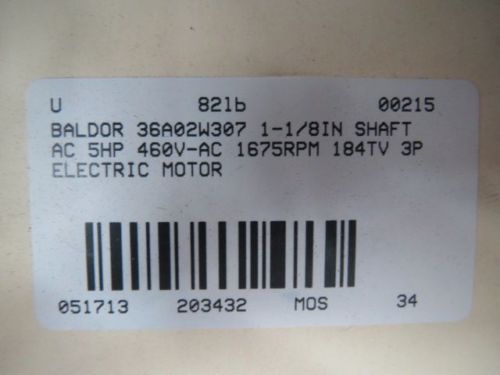 U 82lb 00215
BALDOR 36A02W307 1-1/8IN SHAFT
AC 5HP 460V-AC 1675RPM 184TV 3P
ELECTRIC MOTOR
051713 203432 MOS 34